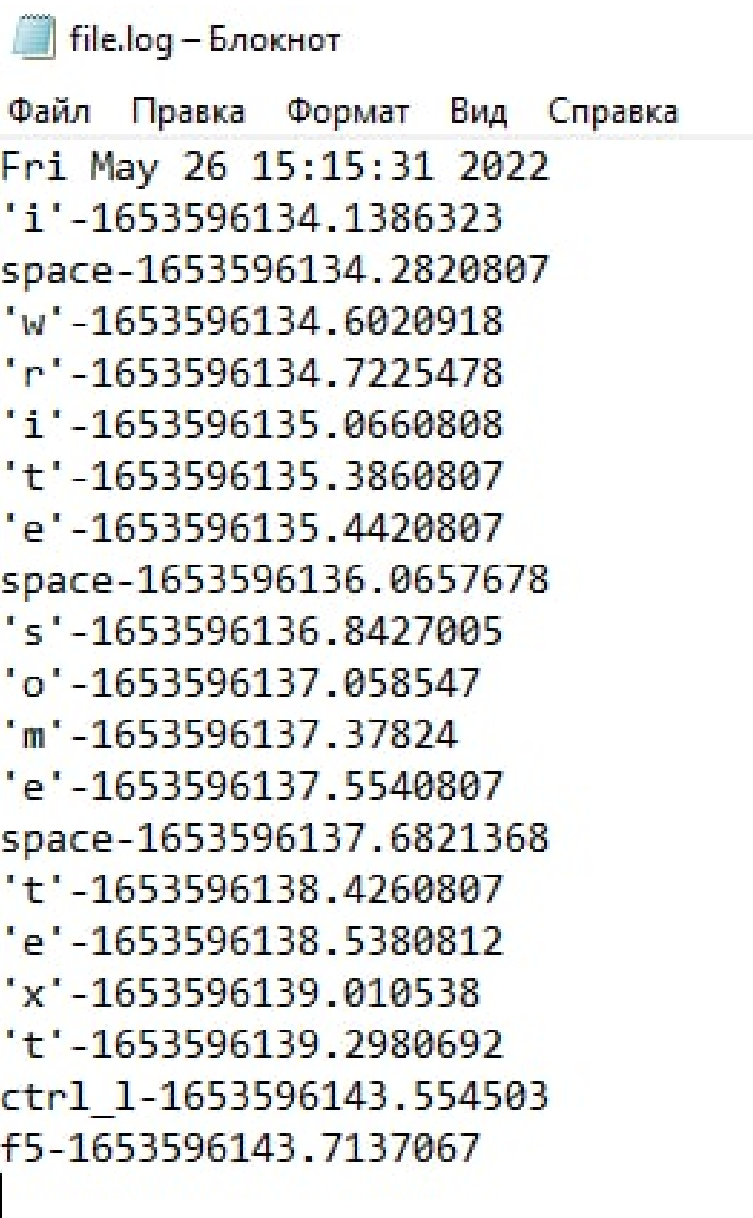 file.log – Блокнот
Файл Правка Формат Вид Справка
Fri May 26 15:15:31 2022
'i'-1653596134.1386323
space-1653596134.2820807
'w'-1653596134.6020918
'r'-1653596134.7225478
'i'-1653596135.0660808
't'-1653596135.3860807
'e'-1653596135.4420807
space-1653596136.0657678
's'-1653596136.8427005
'o'-1653596137.058547
'm'-1653596137.37824
'e'-1653596137.5540807
space-1653596137.6821368
't'-1653596138.4260807
'e'-1653596138.5380812
'x'-1653596139.010538
't'-1653596139.2980692
ctrl_l-1653596143.554503
f5-1653596143.7137067